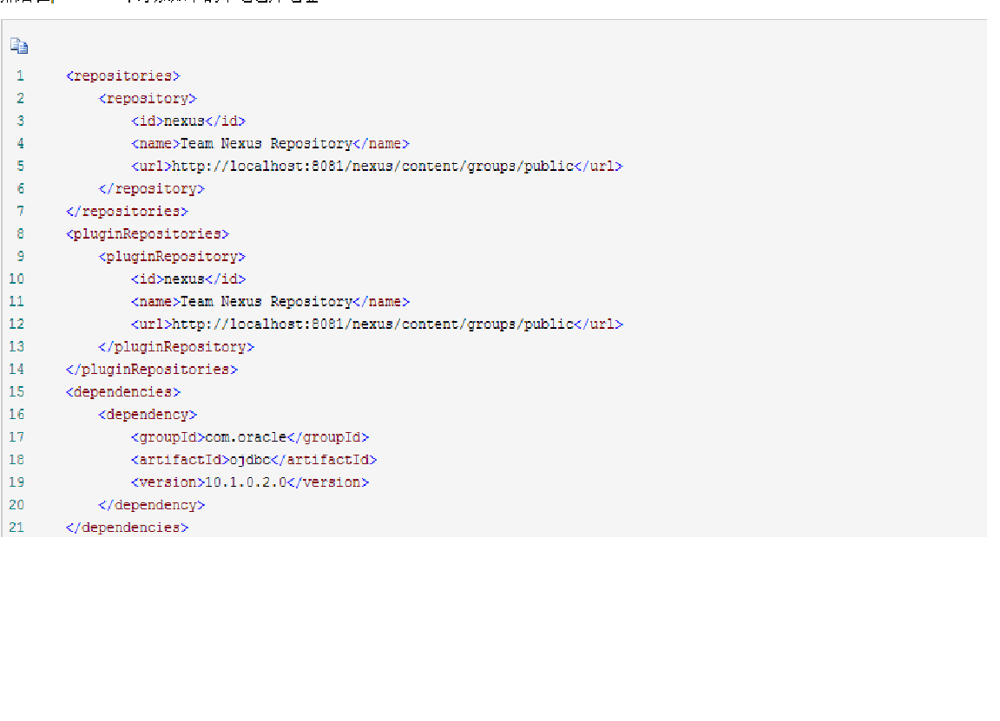 1 <repositories>
2 <repository>
3 <id>nexus</id>
4 <name>Team Nexus Repository</name>
5 <url>http://localhost:8081/nexus/content/groups/public</url>
6 </repository>
7 </repositories>
8 <pluginRepositories>
9 <pluginRepository>
10 <id>nexus</id>
11 <name>Team Nexus Repository</name>
12 <url>http://localhost:8081/nexus/content/groups/public</url>
13 </pluginRepository>
14 </pluginRepositories>
15 <dependencies>
16 <dependency>
17 <groupId>com.oracle</groupId>
18 <artifactId>ojdbc</artifactId>
19 <version>10.1.0.2.0</version>
20 </dependency>
21 </dependencies>